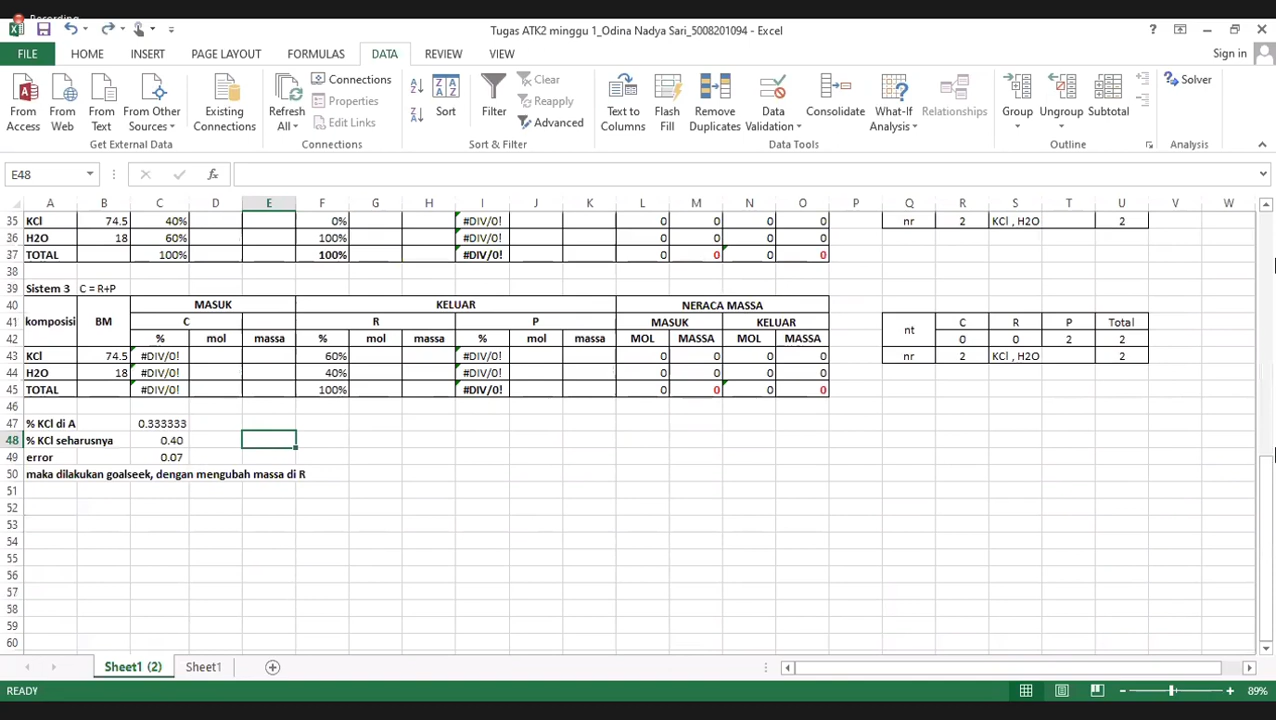 Recording
Tugas ATK2 minggu 1_Odina Nadya Sari_5008201094 - Excel
FILE HOME INSERT PAGE LAYOUT FORMULAS DATA REVIEW VIEW Sign in
From Access From Web From Text From Other Sources Existing Connections Refresh All Connections Properties Edit Links Sort Filter Clear Reapply Advanced Text to Columns Flash Fill Remove Duplicates Data Validation Consolidate What-If Analysis Relationships Group Ungroup Subtotal Solver
Get External Data Connections Sort & Filter Data Tools Outline Analysis
E48 fx
A B C D E F G H I J K L M N O P Q R S T U V W
35 KCl 74.5 40% 0% #DIV/0! 0 0 0 0 nr 2 KCl , H2O 2
36 H2O 18 60% 100% #DIV/0! 0 0 0 0
37 TOTAL 100% 100% #DIV/0! 0 0 0 0
38
39 Sistem 3 C = R+P
40 MASUK KELUAR NERACA MASSA
41 komposisi BM C R P MASUK KELUAR nt C R P Total
42 % mol massa % mol massa % mol massa MOL MASSA MOL MASSA 0 0 2 2
43 KCl 74.5 #DIV/0! 60% #DIV/0! 0 0 0 0 nr 2 KCl , H2O 2
44 H2O 18 #DIV/0! 40% #DIV/0! 0 0 0 0
45 TOTAL #DIV/0! 100% #DIV/0! 0 0 0 0
46
47 % KCl di A 0.333333
48 % KCl seharusnya 0.40
49 error 0.07
50 maka dilakukan goalseek, dengan mengubah massa di R
51
52
53
54
55
56
57
58
59
60
Sheet1 (2) Sheet1
READY 89%